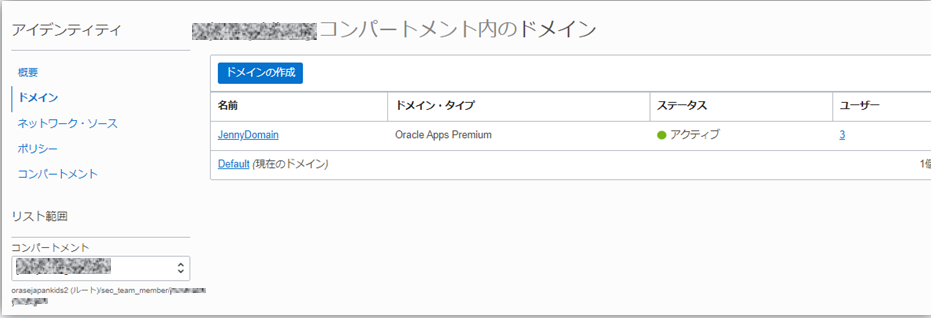 アイデンティティ
コンパートメント内のドメイン
概要
ドメイン
ネットワーク・ソース
ポリシー
コンパートメント
リスト範囲
コンパートメント
orasejapankids2 (ルート)/sec_team_member/
ドメインの作成
名前 ドメイン・タイプ ステータス ユーザー
JennyDomain Oracle Apps Premium アクティブ 3
Default (現在のドメイン) 1個